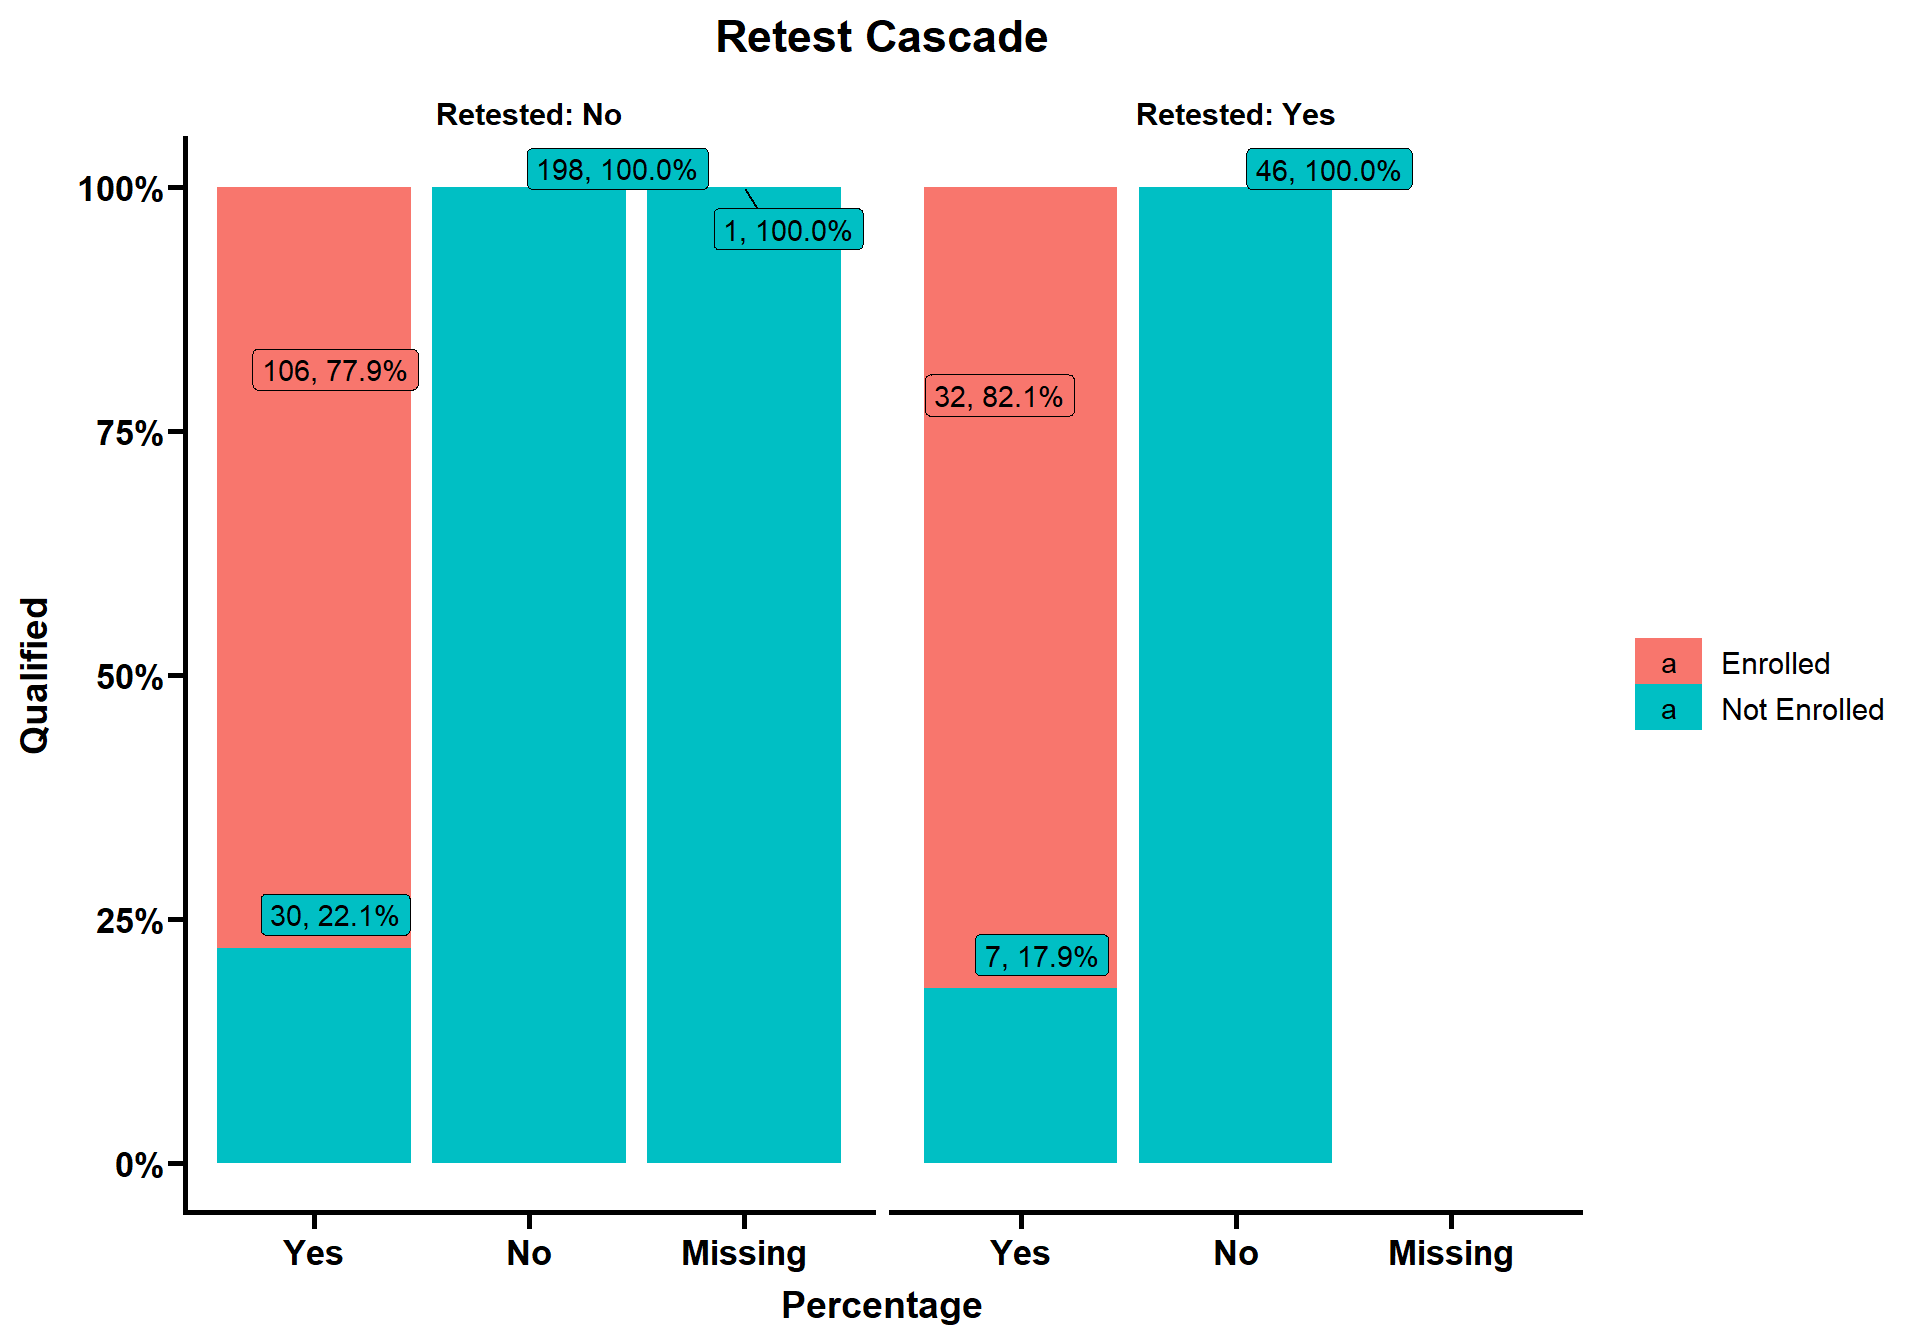 Retest Cascade
Retested: No
Retested: Yes
198, 100.0%
46, 100.0%
100%
1, 100.0%
106, 77.9%
32, 82.1%
75%
50%
Qualified
a Enrolled
a Not Enrolled
30, 22.1%
25%
7, 17.9%
0%
Yes No Missing Yes No Missing
Percentage